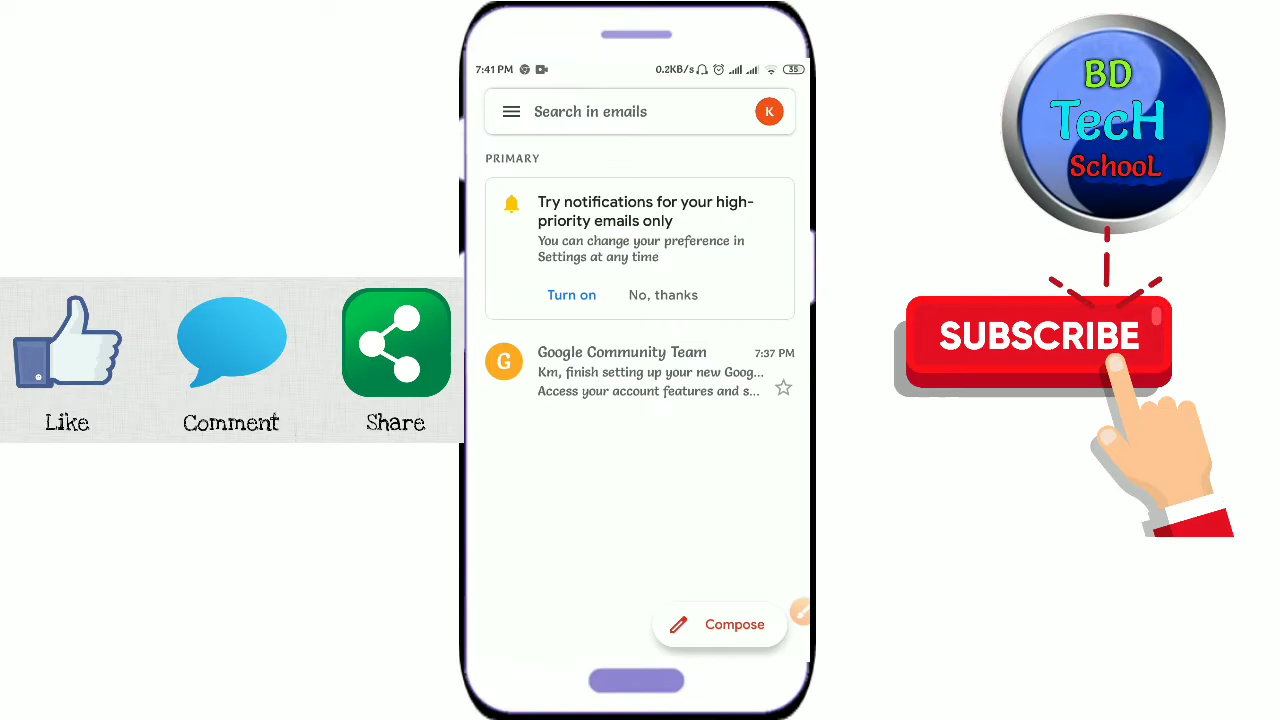 7:41 PM
0.2KB/s
35
Search in emails
K
PRIMARY
Try notifications for your high-
priority emails only
You can change your preference in
Settings at any time
Turn on
No, thanks
G
Google Community Team
7:37 PM
Km, finish setting up your new Goog...
Access your account features and s...
Compose
Like
Comment
Share
BD
TecH
SchooL
SUBSCRIBE